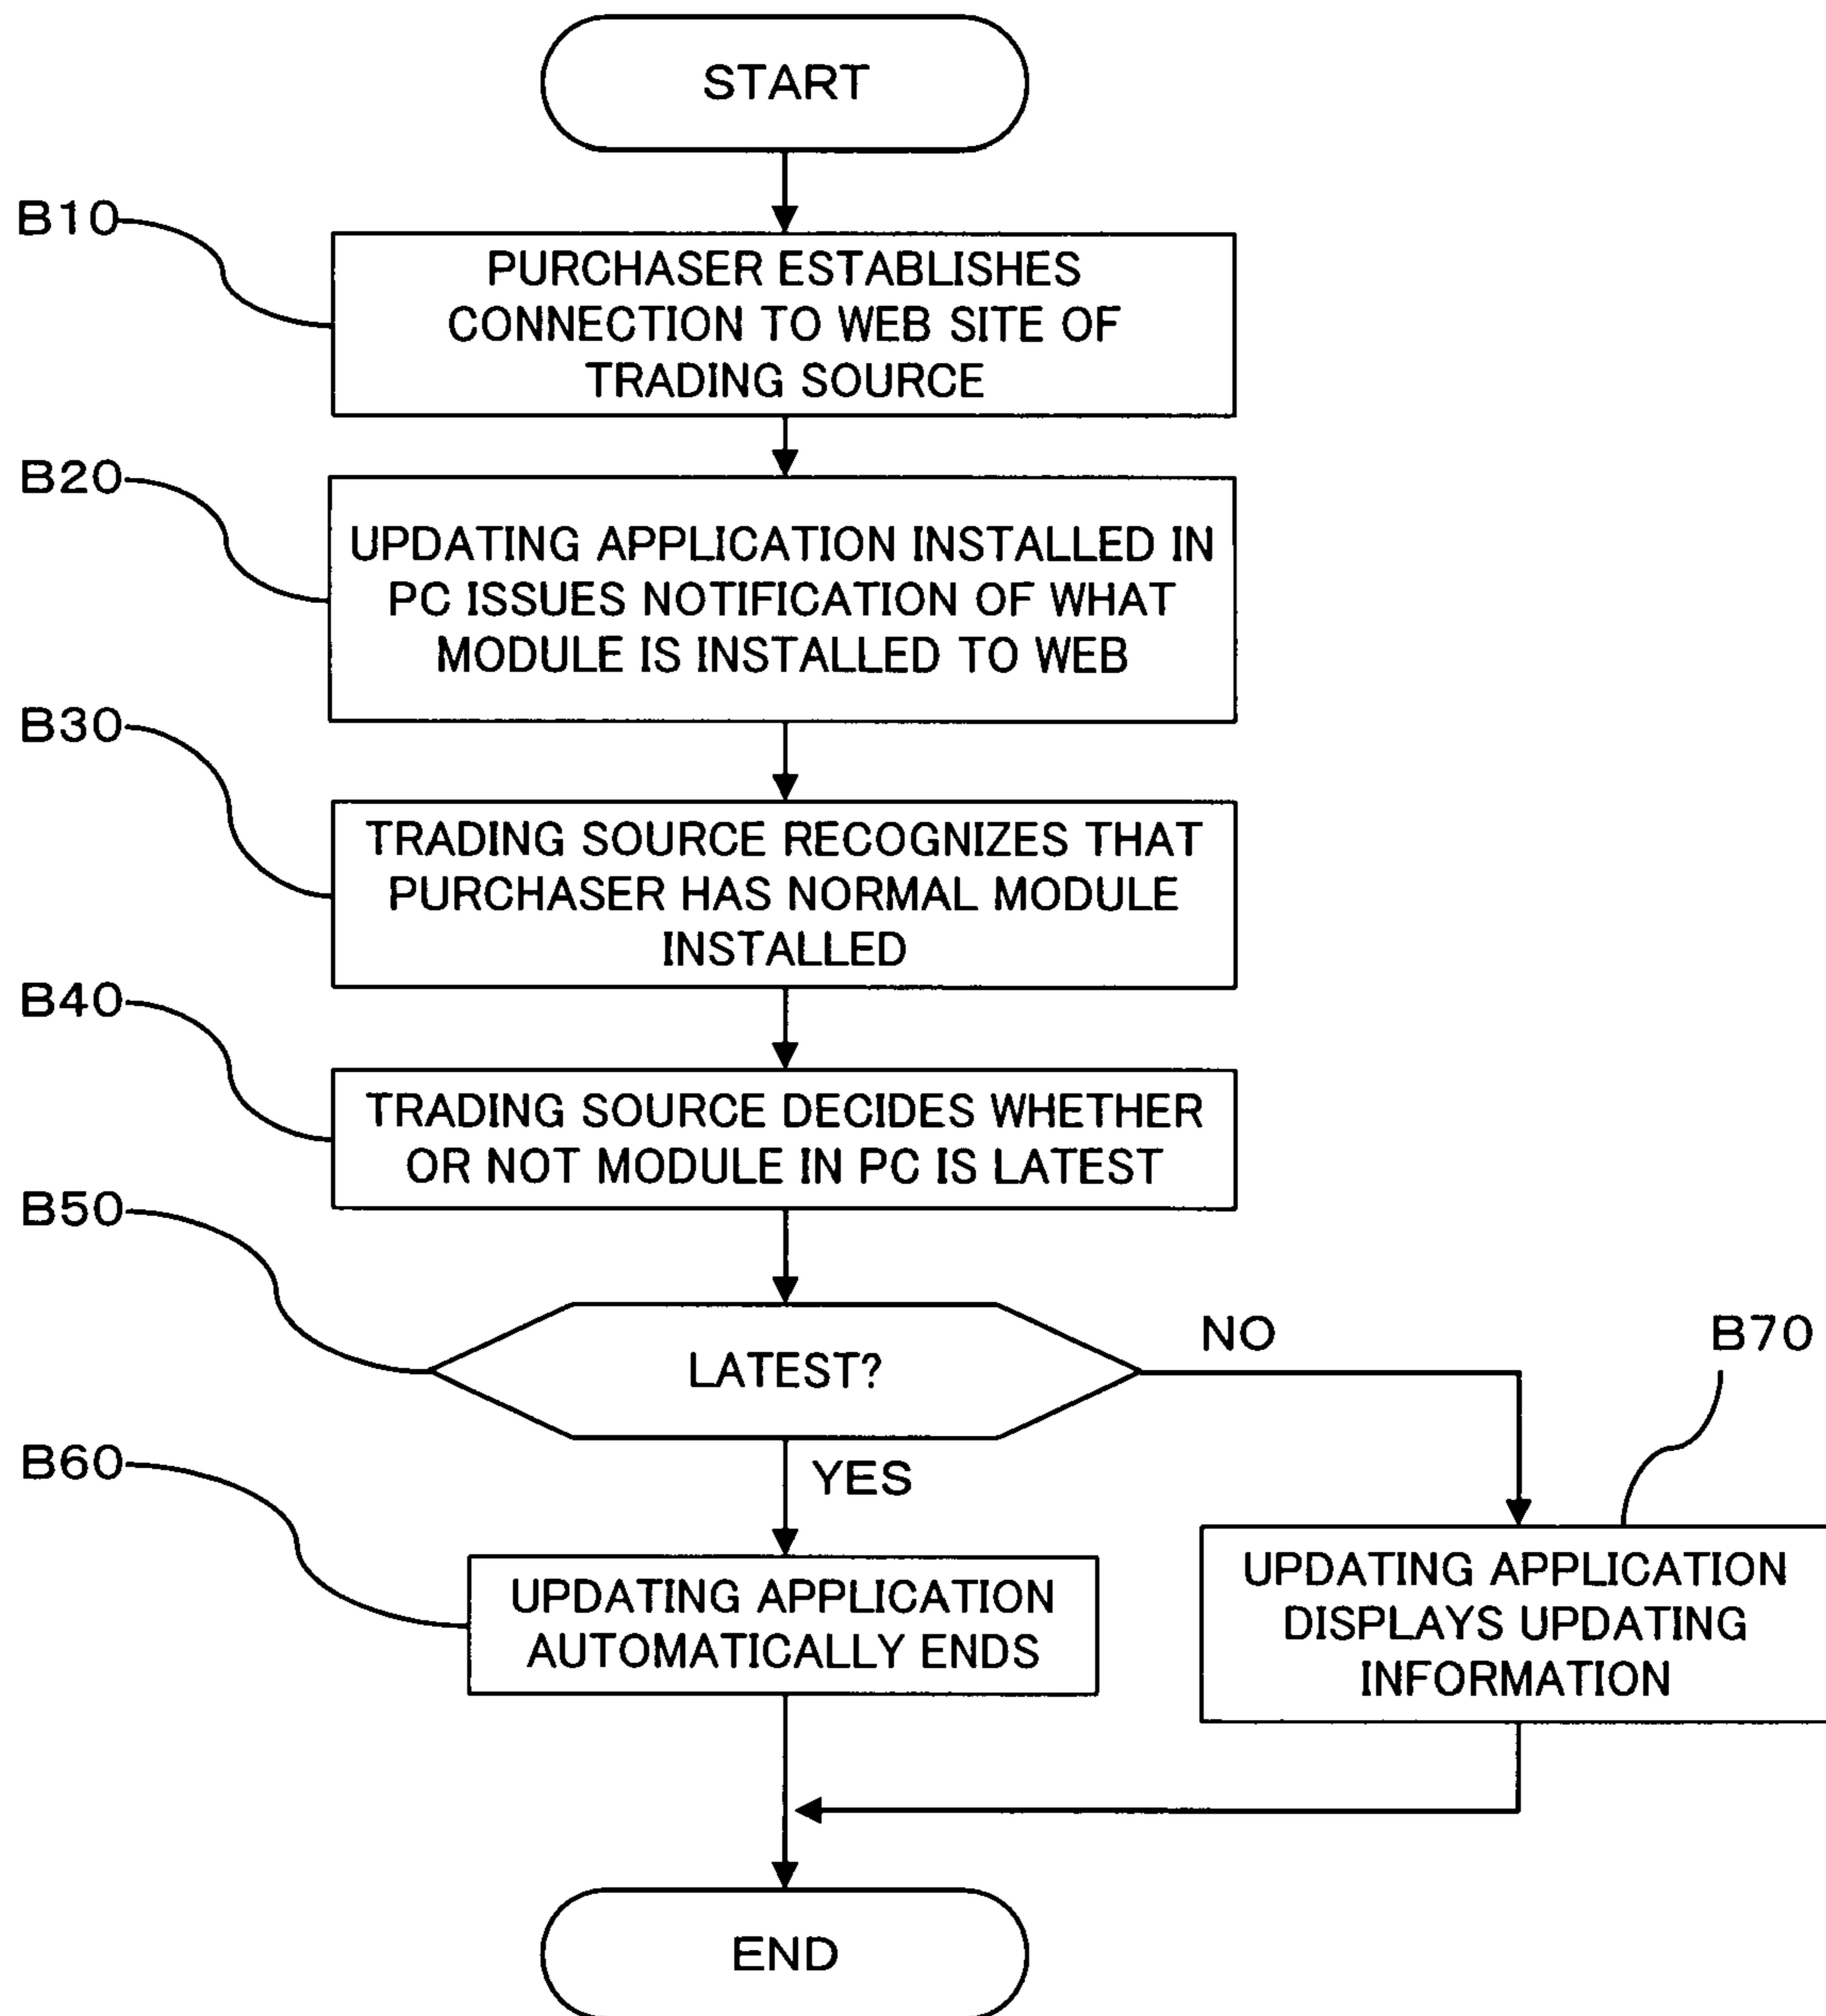 START
B10
PURCHASER ESTABLISHES
CONNECTION TO WEB SITE OF
TRADING SOURCE
B20
UPDATING APPLICATION INSTALLED IN
PC ISSUES NOTIFICATION OF WHAT
MODULE IS INSTALLED TO WEB
B30
TRADING SOURCE RECOGNIZES THAT
PURCHASER HAS NORMAL MODULE
INSTALLED
B40
TRADING SOURCE DECIDES WHETHER
OR NOT MODULE IN PC IS LATEST
B50
LATEST?
NO
B70
YES
B60
UPDATING APPLICATION
AUTOMATICALLY ENDS
UPDATING APPLICATION
DISPLAYS UPDATING
INFORMATION
END